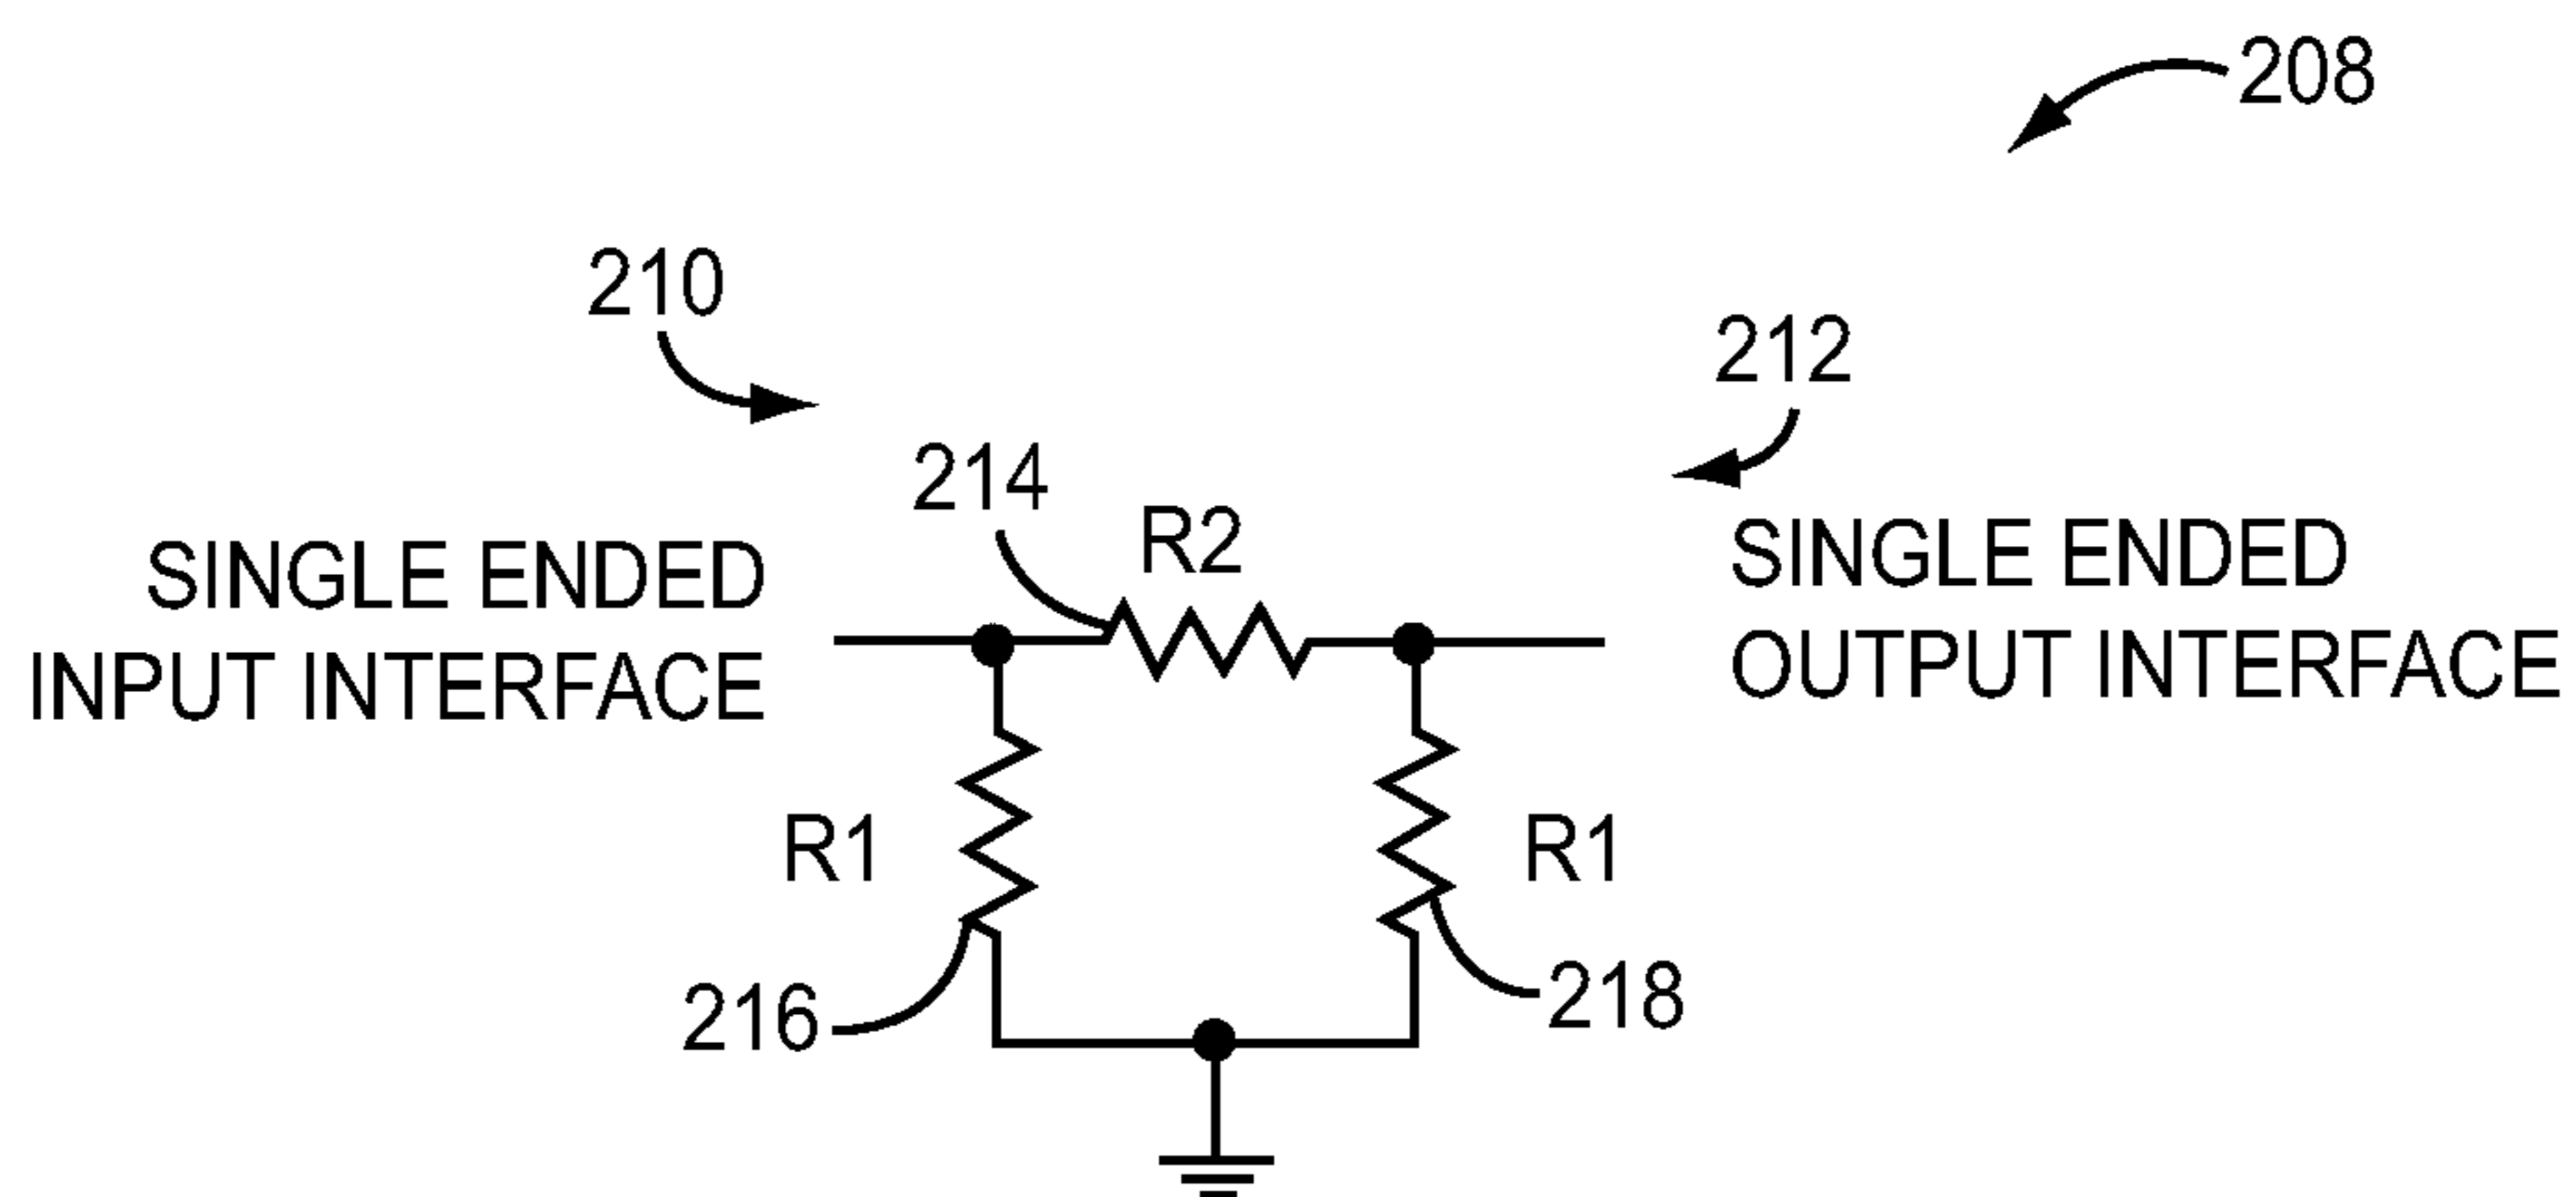 208
210
212
214
R2
SINGLE ENDED
INPUT INTERFACE
SINGLE ENDED
OUTPUT INTERFACE
R1
R1
216
218